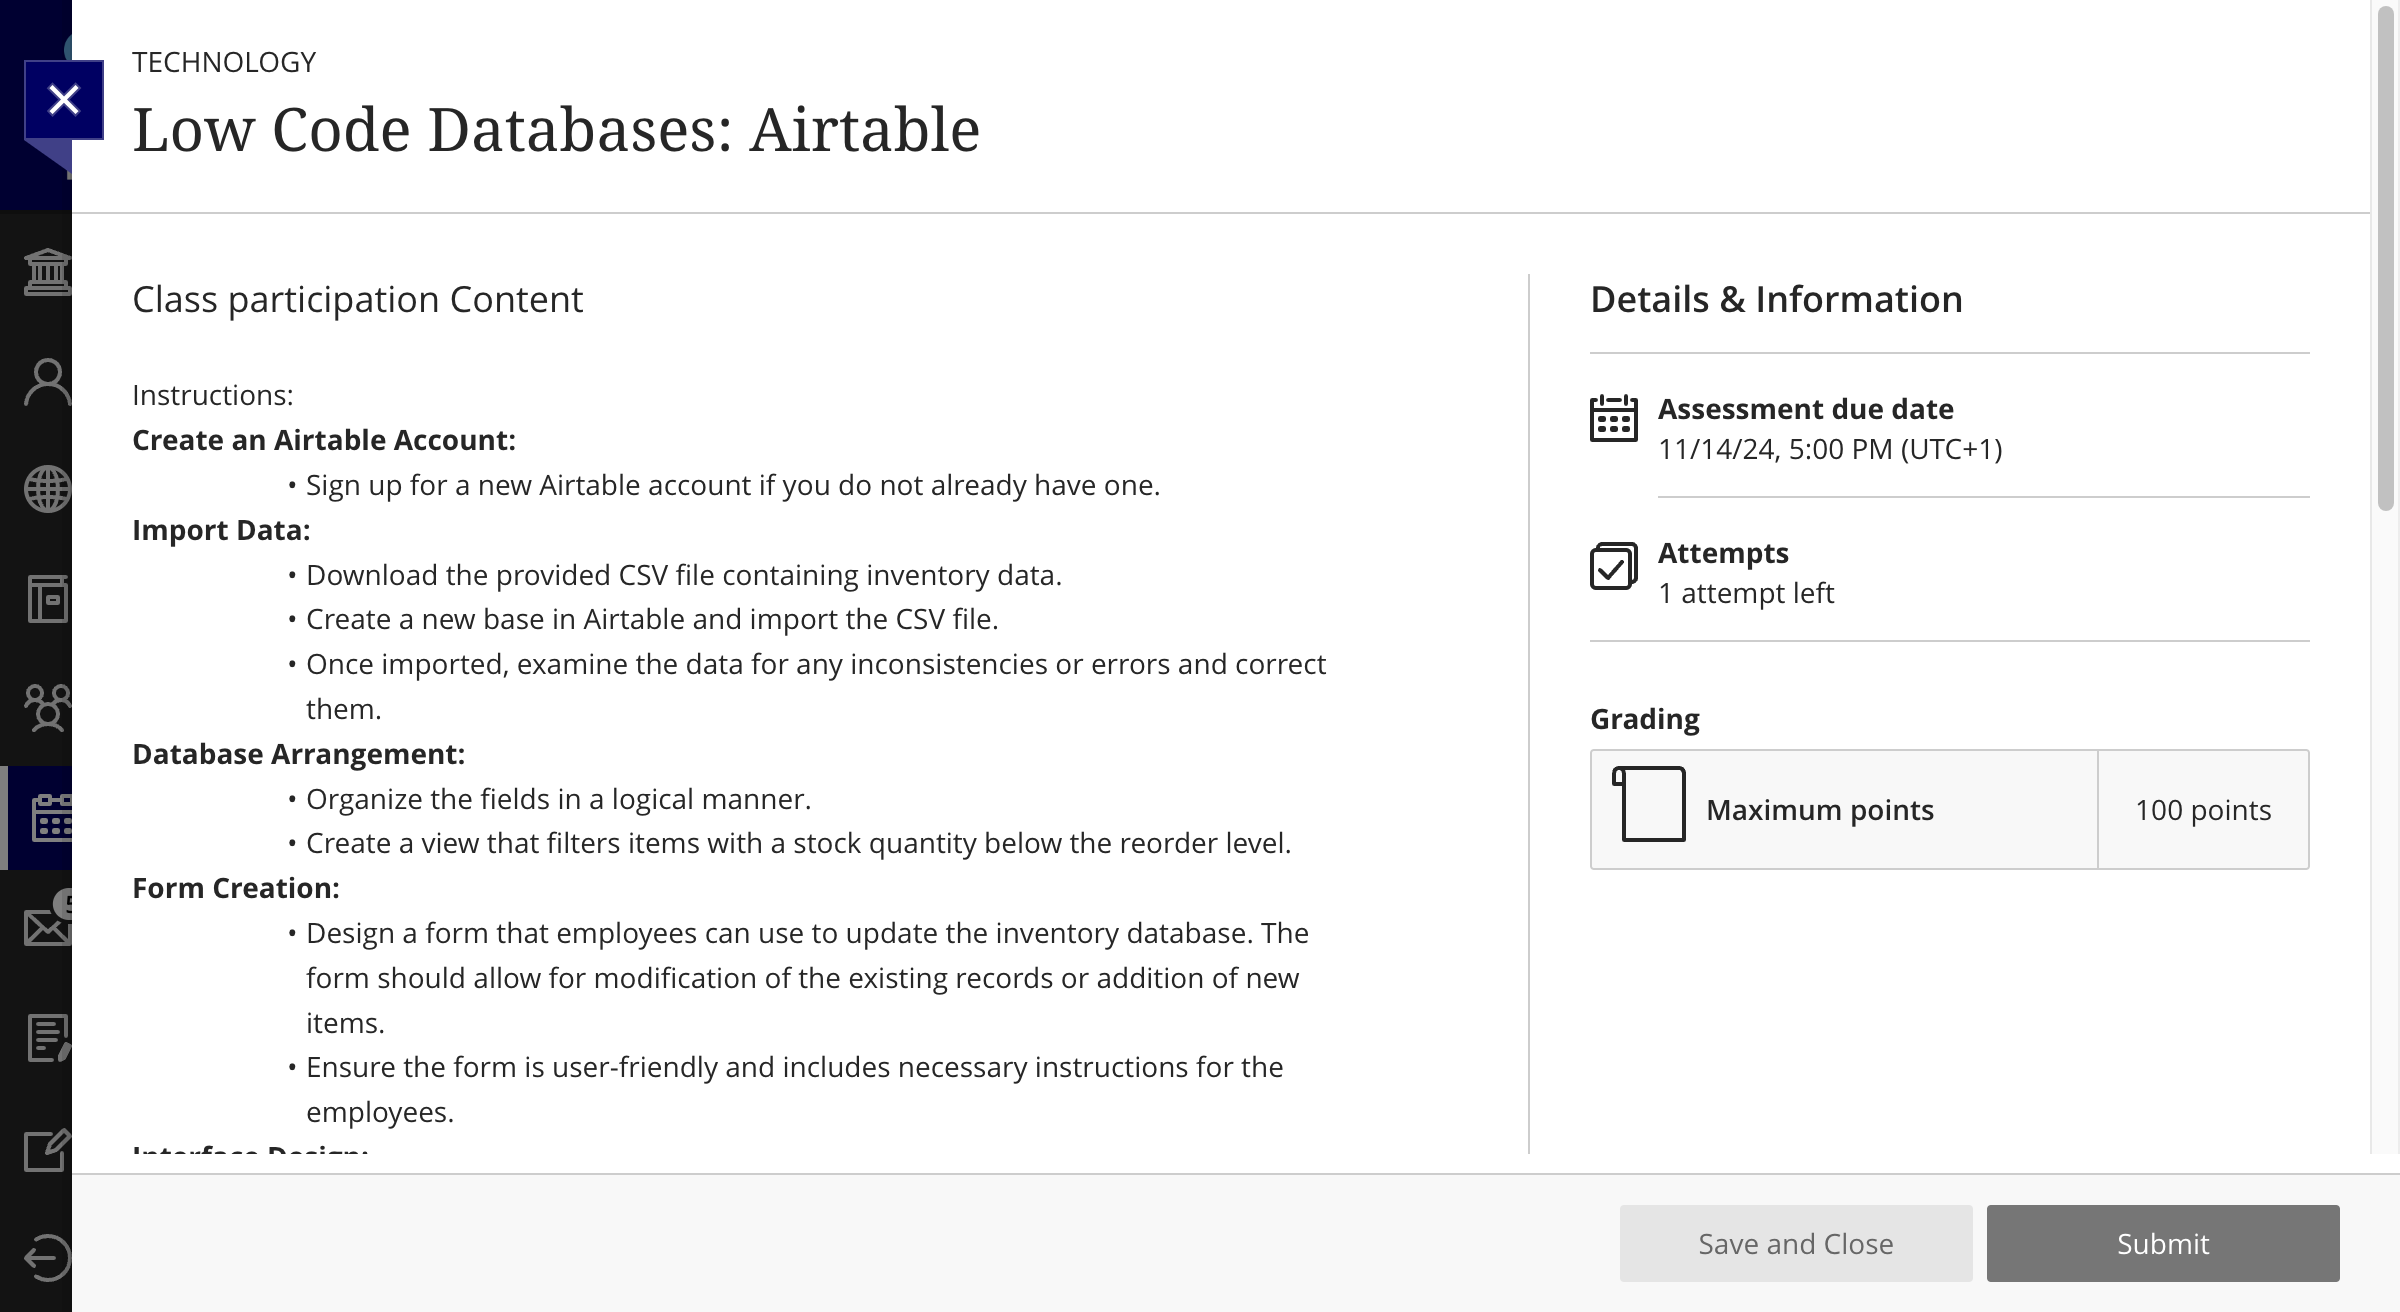 TECHNOLOGY
Low Code Databases: Airtable
Class participation Content
Instructions:
Create an Airtable Account:
• Sign up for a new Airtable account if you do not already have one.
Import Data:
• Download the provided CSV file containing inventory data.
• Create a new base in Airtable and import the CSV file.
• Once imported, examine the data for any inconsistencies or errors and correct
them.
Database Arrangement:
• Organize the fields in a logical manner.
• Create a view that filters items with a stock quantity below the reorder level.
Form Creation:
• Design a form that employees can use to update the inventory database. The
form should allow for modification of the existing records or addition of new
items.
• Ensure the form is user-friendly and includes necessary instructions for the
employees.
Interface Design:
Details & Information
Assessment due date
11/14/24, 5:00 PM (UTC+1)
Attempts
1 attempt left
Grading
Maximum points
100 points
Save and Close
Submit